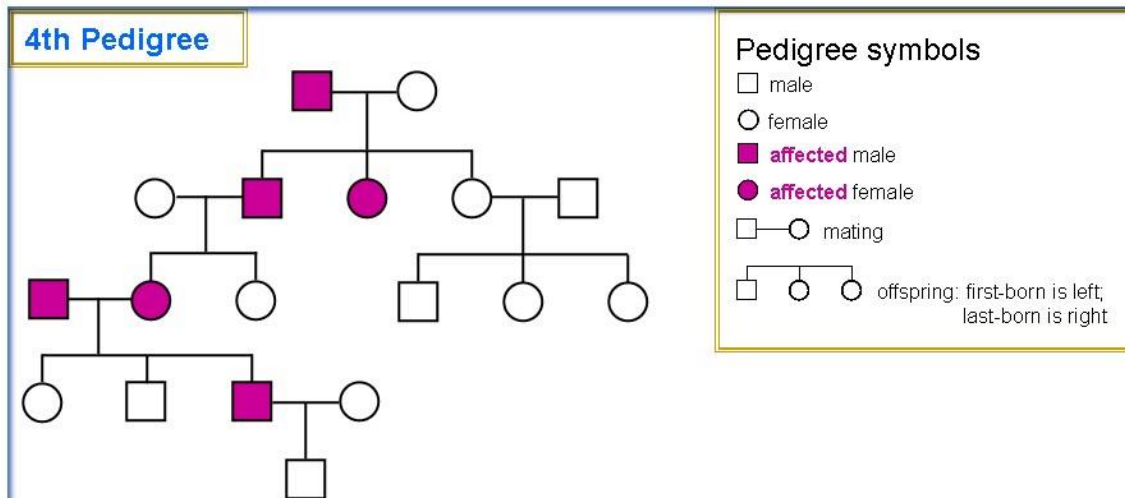 4th Pedigree
Pedigree symbols
male
female
affected male
affected female
mating
offspring: first-born is left;
last-born is right